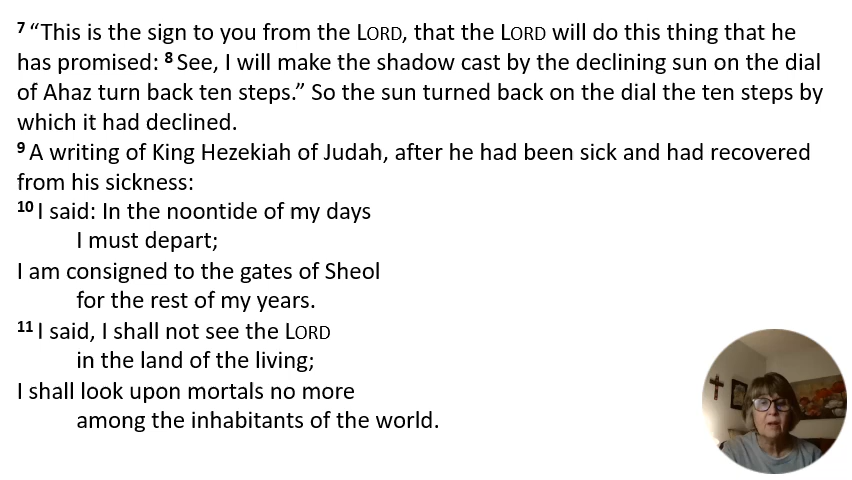 7 “This is the sign to you from the LORD, that the LORD will do this thing that he
has promised: 8 See, I will make the shadow cast by the declining sun on the dial
of Ahaz turn back ten steps.” So the sun turned back on the dial the ten steps by
which it had declined.
9 A writing of King Hezekiah of Judah, after he had been sick and had recovered
from his sickness:
10 I said: In the noontide of my days
I must depart;
I am consigned to the gates of Sheol
for the rest of my years.
11 I said, I shall not see the LORD
in the land of the living;
I shall look upon mortals no more
among the inhabitants of the world.